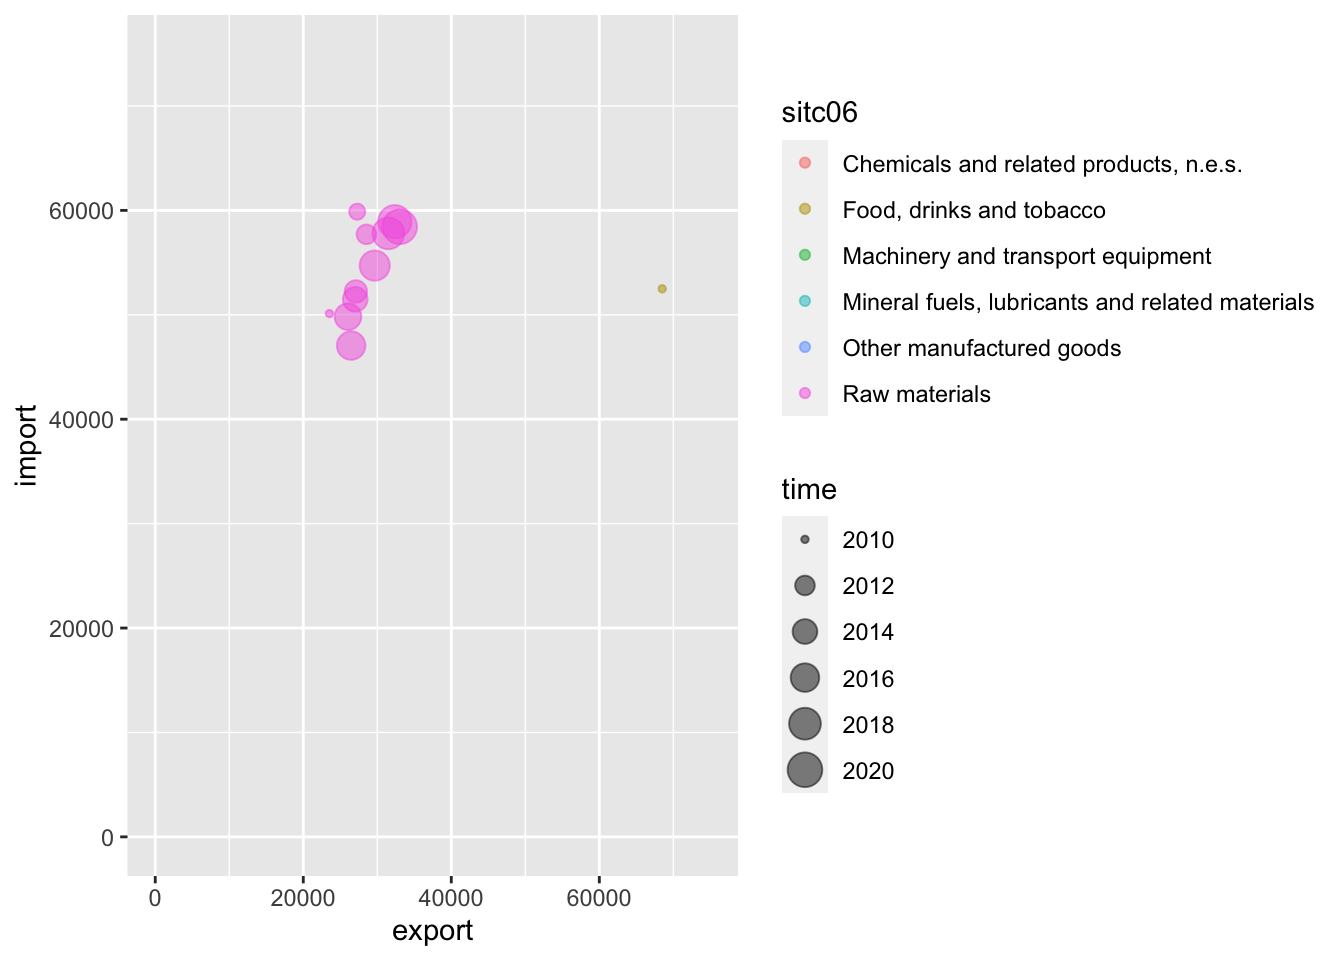 60000
40000
20000
0
import
0 20000 40000 60000
export
sitc06
Chemicals and related products, n.e.s.
Food, drinks and tobacco
Machinery and transport equipment
Mineral fuels, lubricants and related materials
Other manufactured goods
Raw materials
time
2010
2012
2014
2016
2018
2020